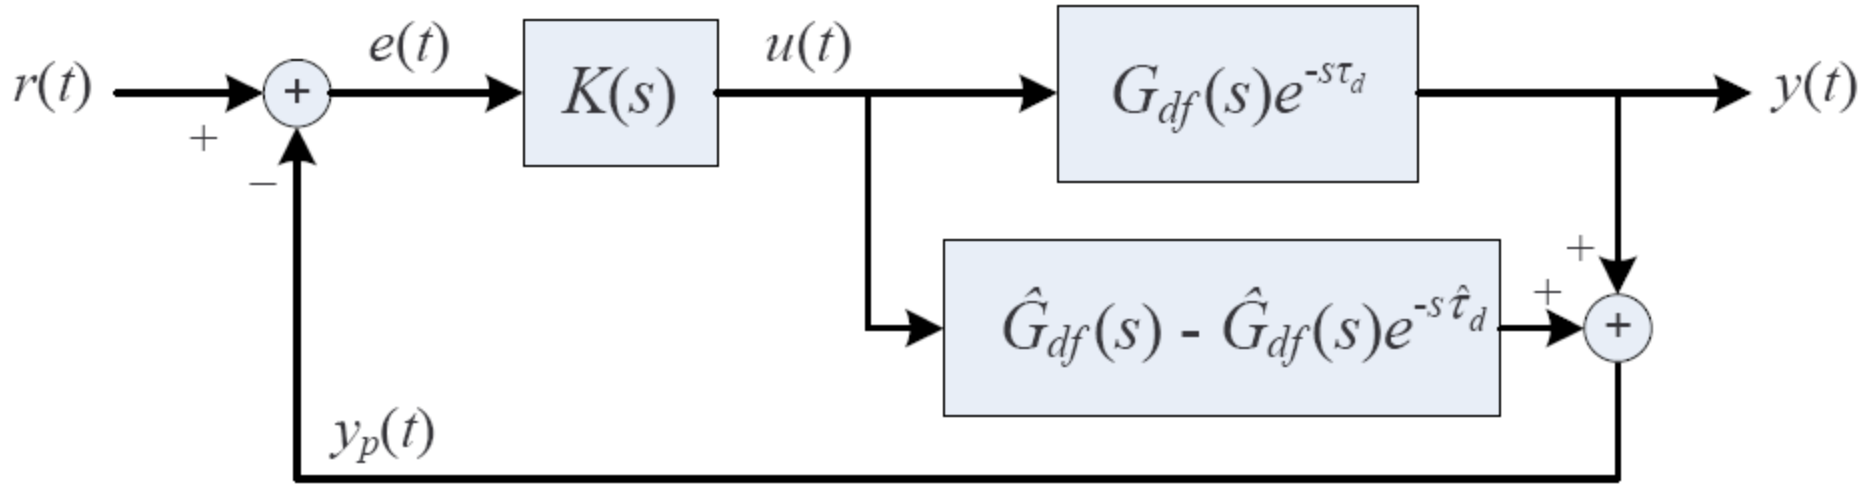 r(t) + e(t) K(s) u(t) G_df(s)e^-sτ_d y(t)
+
−
+
+ Ĝ_df(s) - Ĝ_df(s)e^-sτ̂_d +
y_p(t)